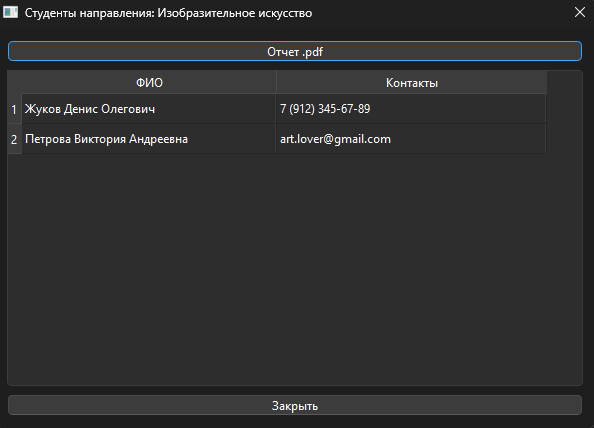 Студенты направления: Изобразительное искусство
Отчет .pdf
ФИО Контакты
1 Жуков Денис Олегович 7 (912) 345-67-89
2 Петрова Виктория Андреевна art.lover@gmail.com
Закрыть